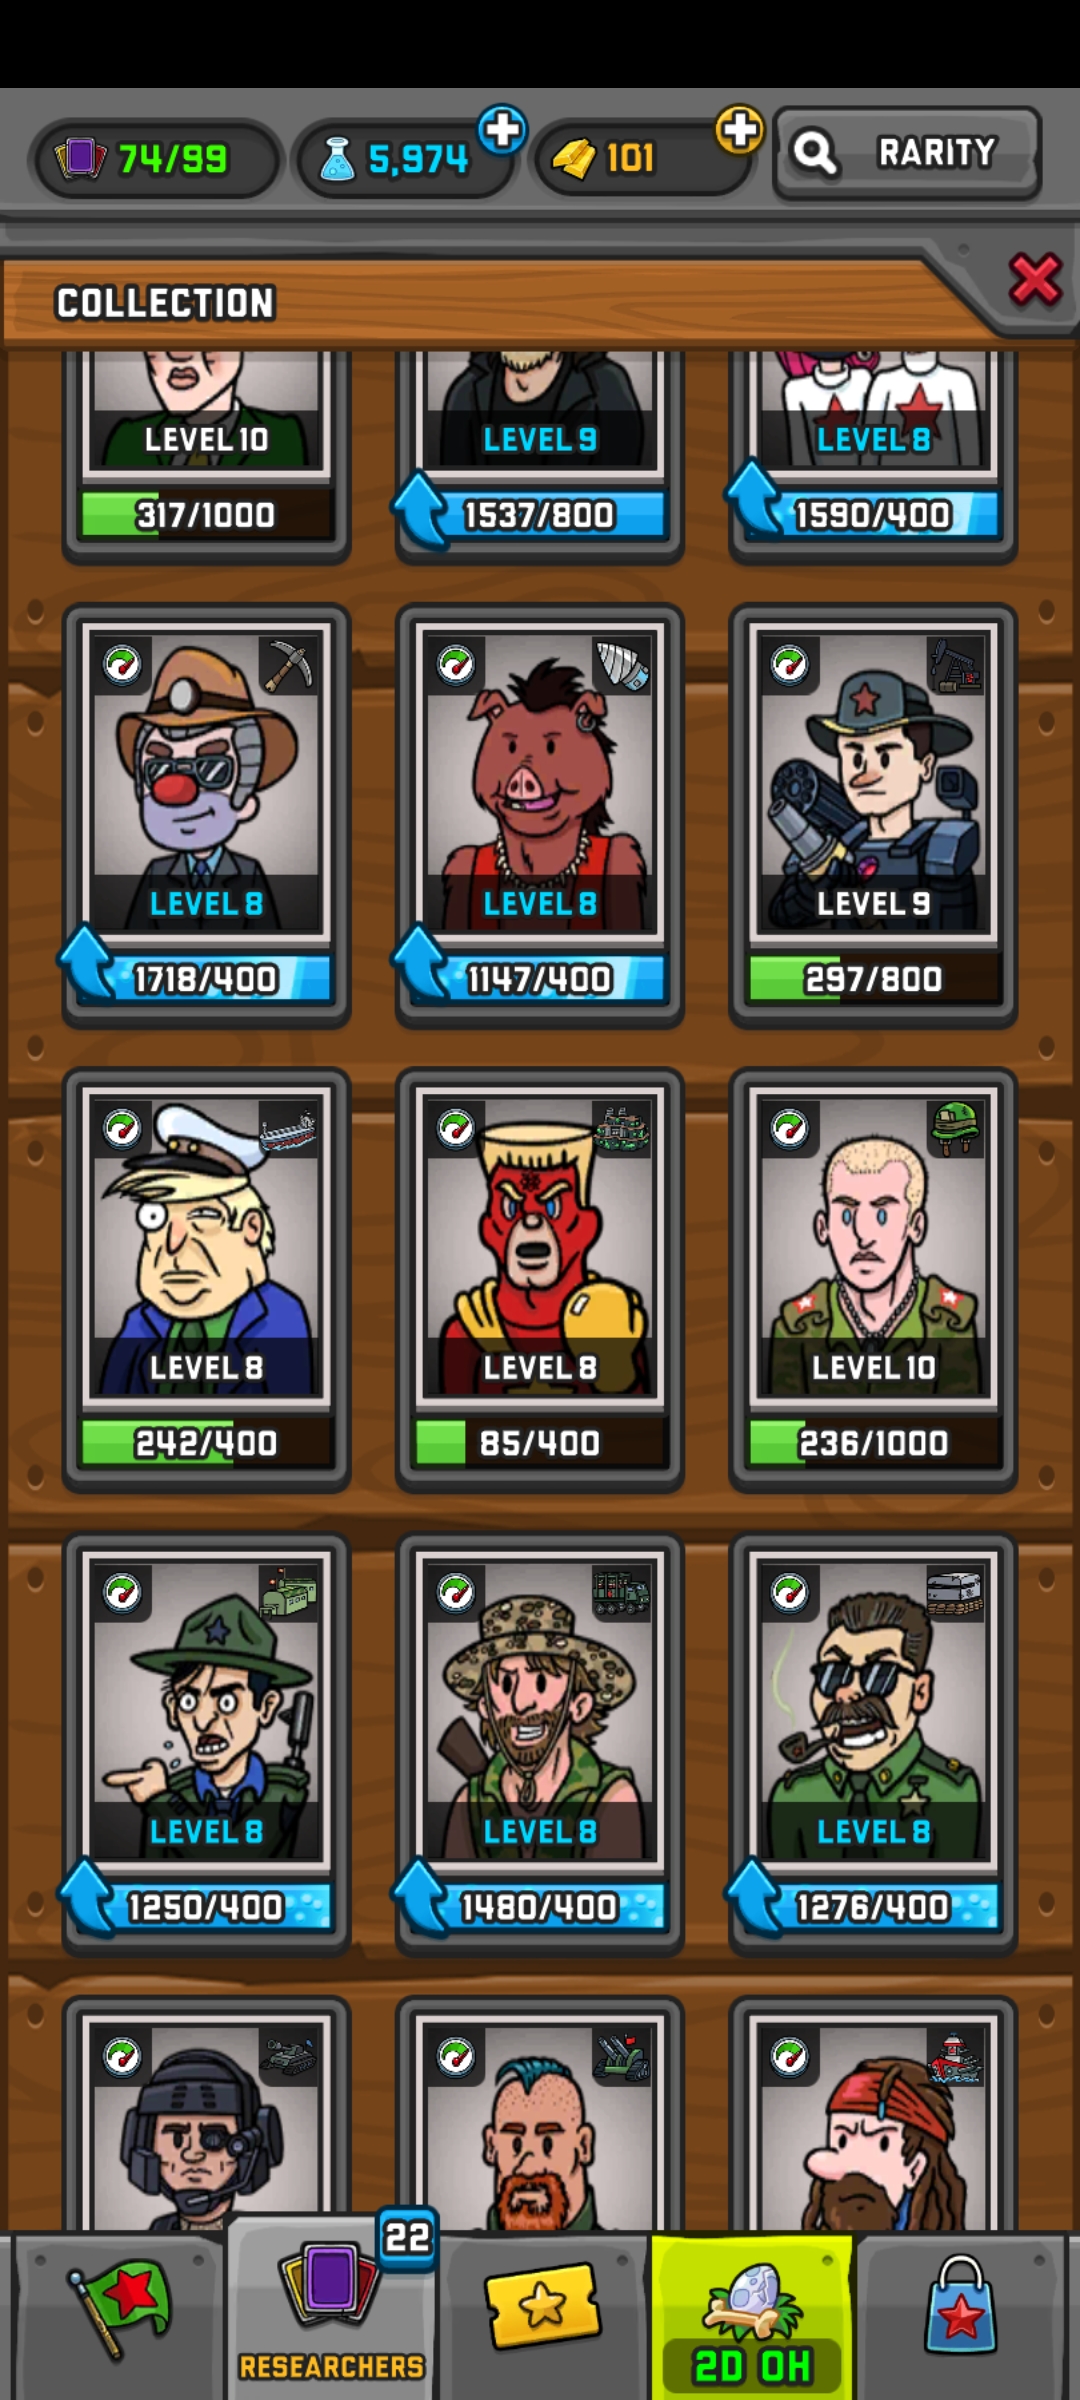 74/99 5,974 101 RARITY
COLLECTION
LEVEL 10 LEVEL 9 LEVEL 8
317/1000 1537/800 1590/400
LEVEL 8 LEVEL 8 LEVEL 9
1718/400 1147/400 297/800
LEVEL 8 LEVEL 8 LEVEL 10
242/400 85/400 236/1000
LEVEL 8 LEVEL 8 LEVEL 8
1250/400 1480/400 1276/400
22
RESEARCHERS 2D 0H